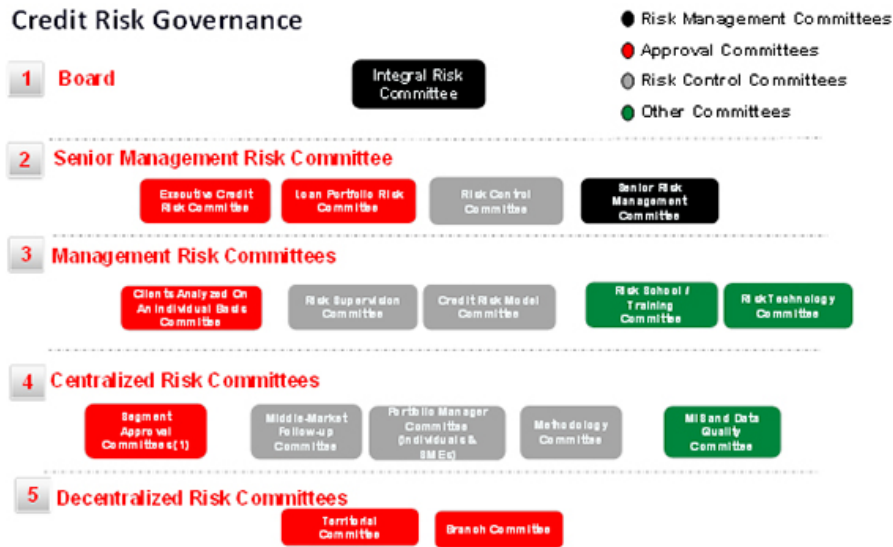 Credit Risk Governance
Risk Management Committees
Approval Committees
Risk Control Committees
Other Committees
1 Board
Integral Risk
Committee
2 Senior Management Risk Committee
Executive Credit
Risk Committee
Loan Portfolio Risk
Committee
Risk Control
Committee
Senior Risk
Management
Committee
3 Management Risk Committees
Clients Analyzed On
An Individual Basis
Committee
Risk Supervision
Committee
Credit Risk Model
Committee
Risk School /
Training
Committee
Risk Technology
Committee
4 Centralized Risk Committees
Segment
Approval
Committees(1)
Middle-Market
Follow-up
Committee
Portfolio Manager
Committee
(Individuals &
SMEs)
Methodology
Committee
MIS and Data
Quality
Committee
5 Decentralized Risk Committees
Territorial
Committee
Branch Committee